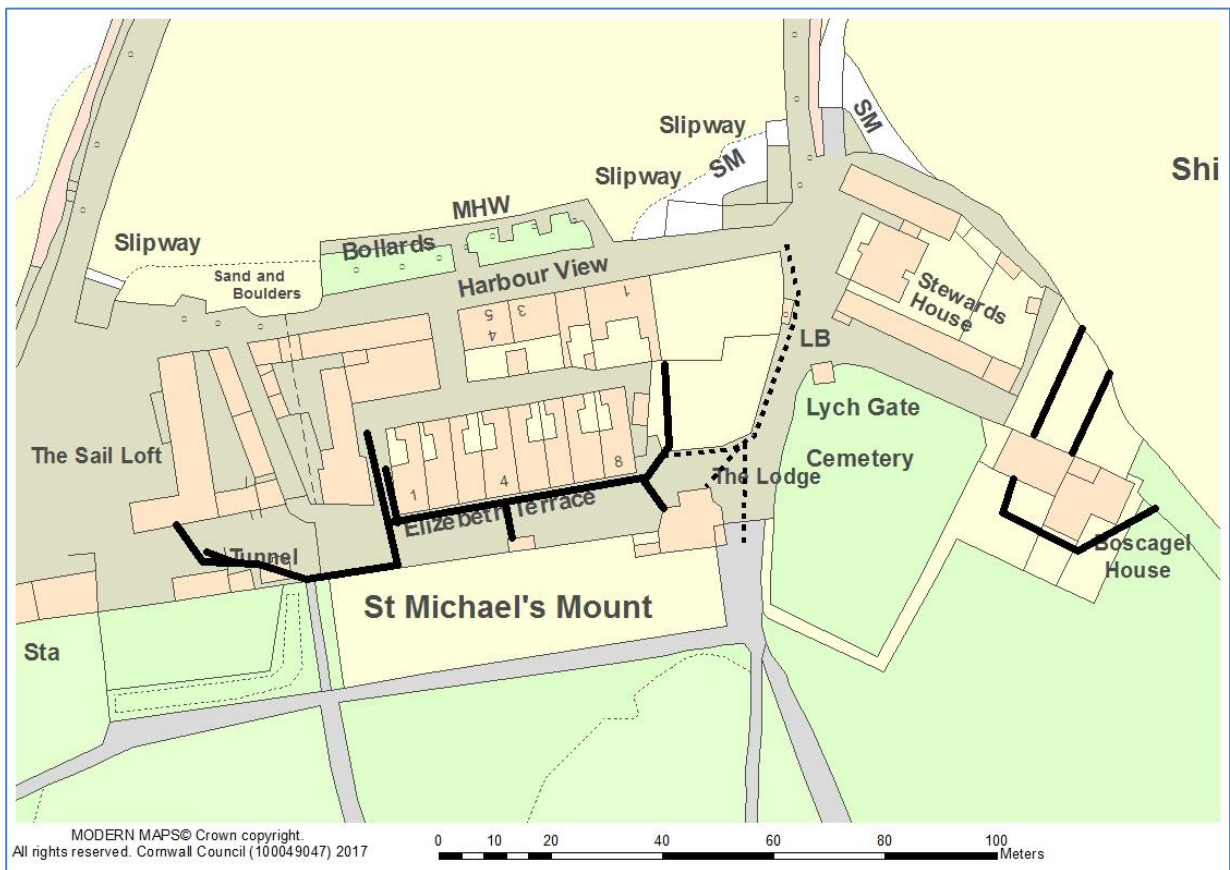 Slipway
SM
Shi
Slipway
SM
Slipway
MHW
Bollards
Slipway
Sand and
Boulders
Harbour View
5
4
3
1
Stewards
House
LB
The Sail Loft
Lych Gate
Cemetery
The Lodge
1
4
8
Elizebeth Terrace
Tunnel
Boscagel
House
St Michael's Mount
Sta
MODERN MAPS© Crown copyright.
All rights reserved. Cornwall Council (100049047) 2017
0 20 40 60 80 100
Meters